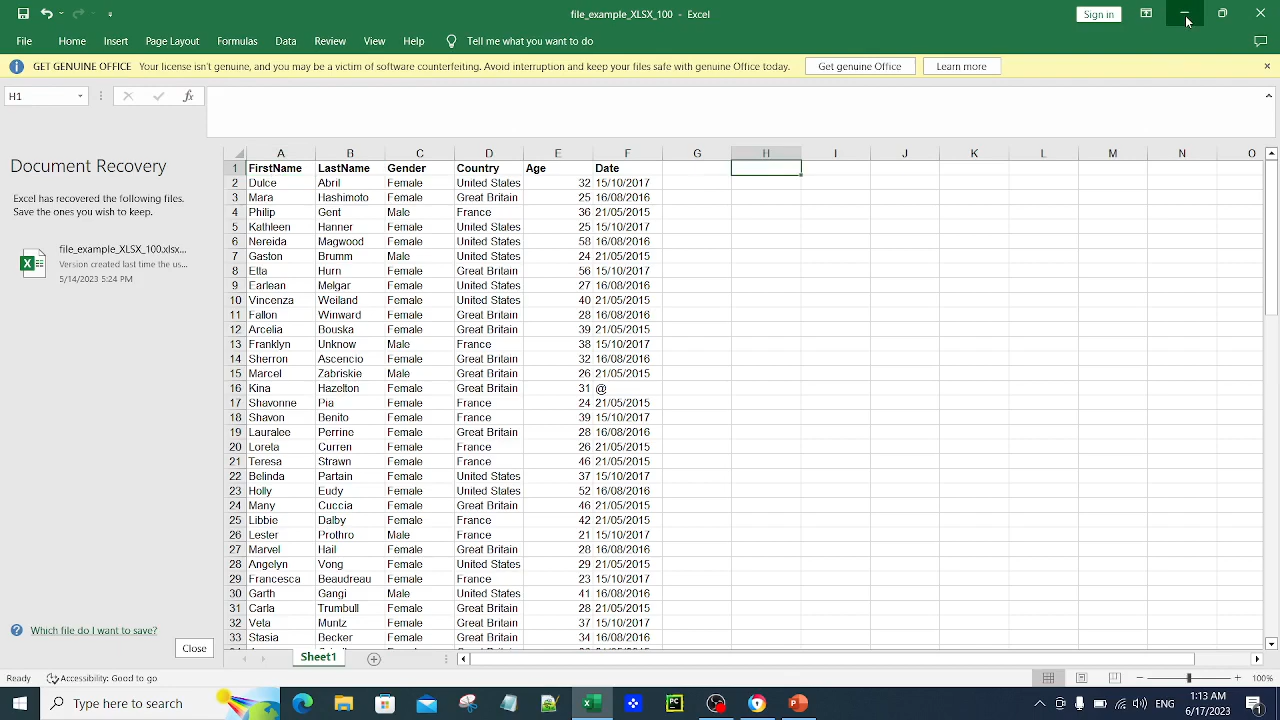 file_example_XLSX_100 - Excel
Sign in
File Home Insert Page Layout Formulas Data Review View Help Tell me what you want to do
GET GENUINE OFFICE Your license isn't genuine, and you may be a victim of software counterfeiting. Avoid interruption and keep your files safe with genuine Office today. Get genuine Office Learn more
H1 fx
Document Recovery
Excel has recovered the following files.
Save the ones you wish to keep.
file_example_XLSX_100.xlsx...
Version created last time the us...
5/14/2023 5:24 PM
Which file do I want to save?
Close
A B C D E F G H I J K L M N O
1 FirstName LastName Gender Country Age Date
2 Dulce Abril Female United States 32 15/10/2017
3 Mara Hashimoto Female Great Britain 25 16/08/2016
4 Philip Gent Male France 36 21/05/2015
5 Kathleen Hanner Female United States 25 15/10/2017
6 Nereida Magwood Female United States 58 16/08/2016
7 Gaston Brumm Male United States 24 21/05/2015
8 Etta Hurn Female Great Britain 56 15/10/2017
9 Earlean Melgar Female United States 27 16/08/2016
10 Vincenza Weiland Female United States 40 21/05/2015
11 Fallon Winward Female Great Britain 28 16/08/2016
12 Arcelia Bouska Female Great Britain 39 21/05/2015
13 Franklyn Unknow Male France 38 15/10/2017
14 Sherron Ascencio Female Great Britain 32 16/08/2016
15 Marcel Zabriskie Male Great Britain 26 21/05/2015
16 Kina Hazelton Female Great Britain 31 @
17 Shavonne Pia Female France 24 21/05/2015
18 Shavon Benito Female France 39 15/10/2017
19 Lauralee Perrine Female Great Britain 28 16/08/2016
20 Loreta Curren Female France 26 21/05/2015
21 Teresa Strawn Female France 46 21/05/2015
22 Belinda Partain Female United States 37 15/10/2017
23 Holly Eudy Female United States 52 16/08/2016
24 Many Cuccia Female Great Britain 46 21/05/2015
25 Libbie Dalby Female France 42 21/05/2015
26 Lester Prothro Male France 21 15/10/2017
27 Marvel Hail Female Great Britain 28 16/08/2016
28 Angelyn Vong Female United States 29 21/05/2015
29 Francesca Beaudreau Female France 23 15/10/2017
30 Garth Gangi Male United States 41 16/08/2016
31 Carla Trumbull Female Great Britain 28 21/05/2015
32 Veta Muntz Female Great Britain 37 15/10/2017
33 Stasia Becker Female Great Britain 34 16/08/2016
Sheet1
Ready Accessibility: Good to go 100%
Type here to search
PC
ENG
1:13 AM
6/17/2023